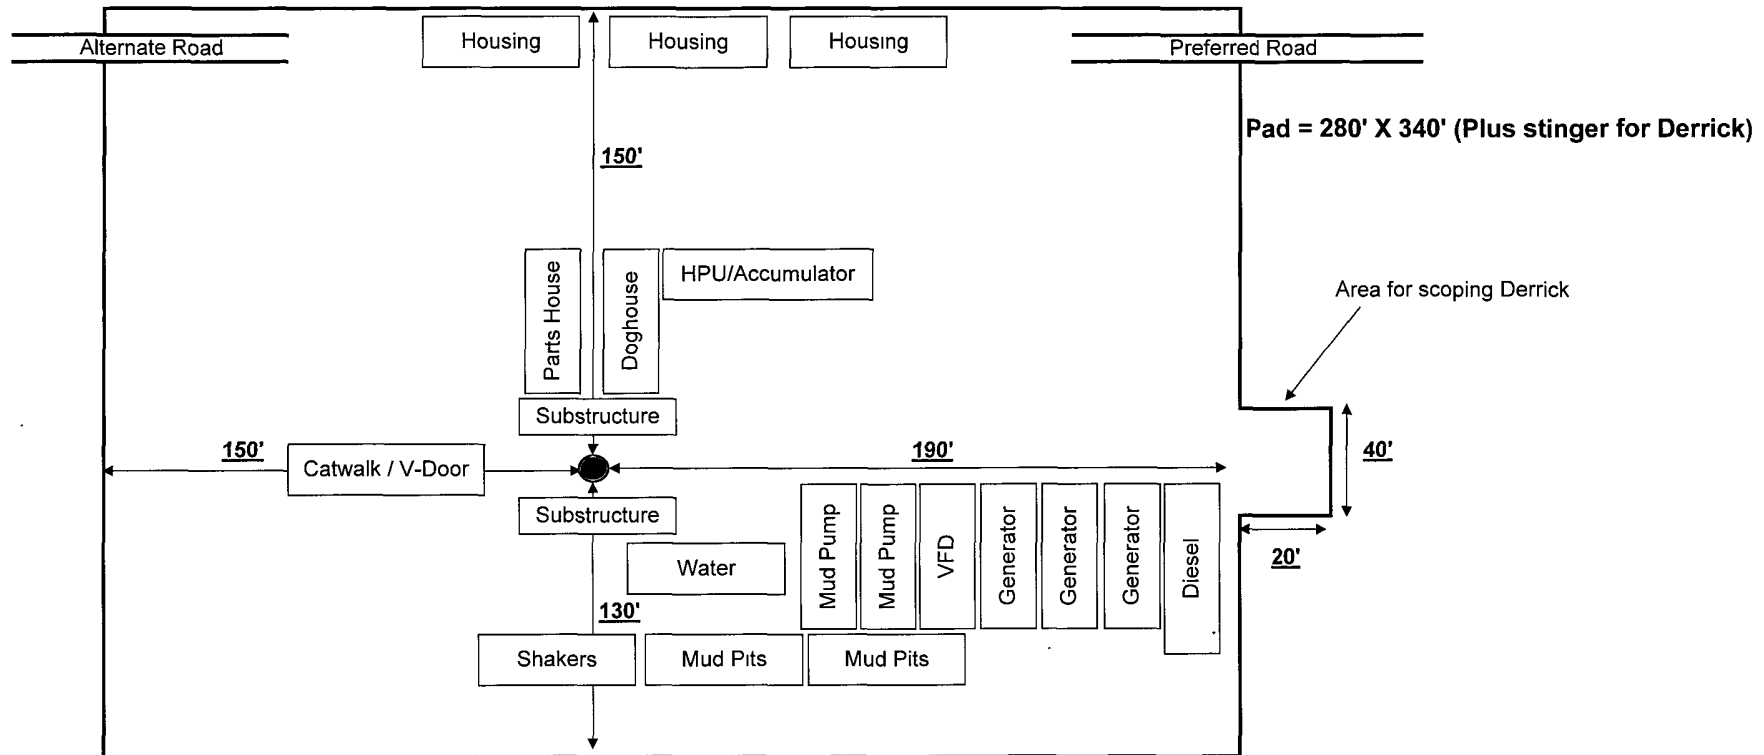 Alternate Road
Housing
Housing
Housing
Preferred Road
Pad = 280' X 340' (Plus stinger for Derrick)
150'
Parts House
Doghouse
HPU/Accumulator
Area for scoping Derrick
Substructure
150'
Catwalk / V-Door
190'
40'
Substructure
20'
Water
Mud Pump
Mud Pump
VFD
Generator
Generator
Generator
Diesel
130'
Shakers
Mud Pits
Mud Pits